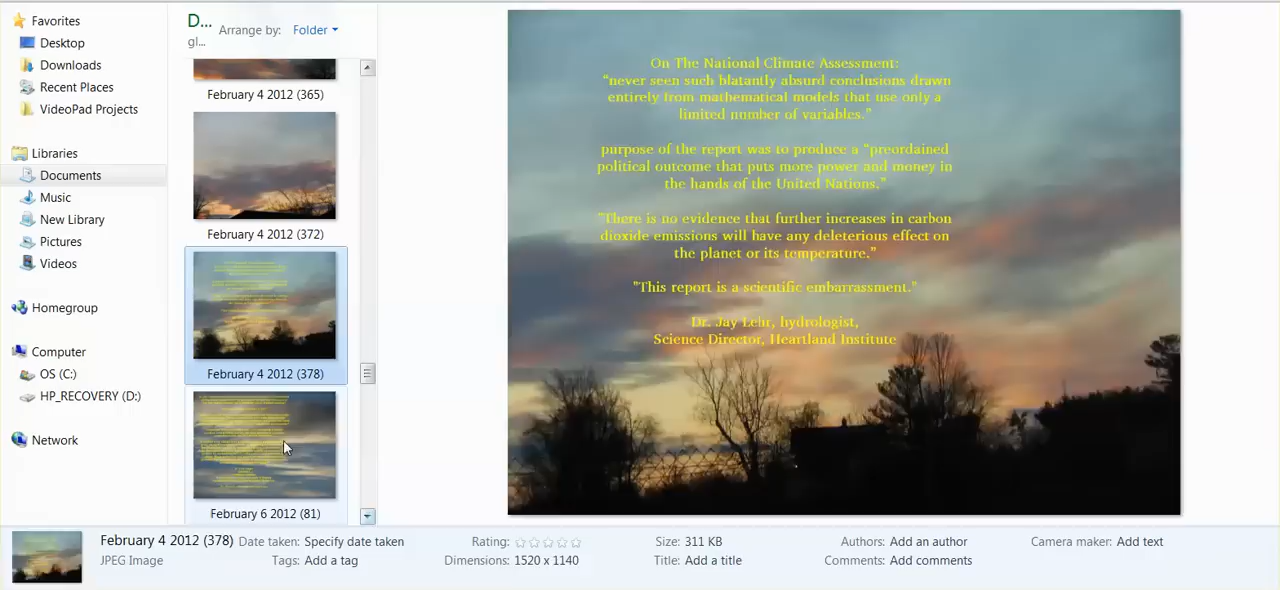 Favorites
Desktop
Downloads
Recent Places
VideoPad Projects
Libraries
Documents
Music
New Library
Pictures
Videos
Homegroup
Computer
OS (C:)
HP_RECOVERY (D:)
Network
D...
gl...
Arrange by: Folder
February 4 2012 (365)
February 4 2012 (372)
February 4 2012 (378)
February 6 2012 (81)
On The National Climate Assessment:
“never seen such blatantly absurd conclusions drawn
entirely from mathematical models that use only a
limited number of variables.”
purpose of the report was to produce a “preordained
political outcome that puts more power and money in
the hands of the United Nations.”
"There is no evidence that further increases in carbon
dioxide emissions will have any deleterious effect on
the planet or its temperature.”
"This report is a scientific embarrassment."
Dr. Jay Lehr, hydrologist,
Science Director, Heartland Institute
February 4 2012 (378) Date taken: Specify date taken Rating: Size: 311 KB Authors: Add an author Camera maker: Add text
JPEG Image Tags: Add a tag Dimensions: 1520 x 1140 Title: Add a title Comments: Add comments